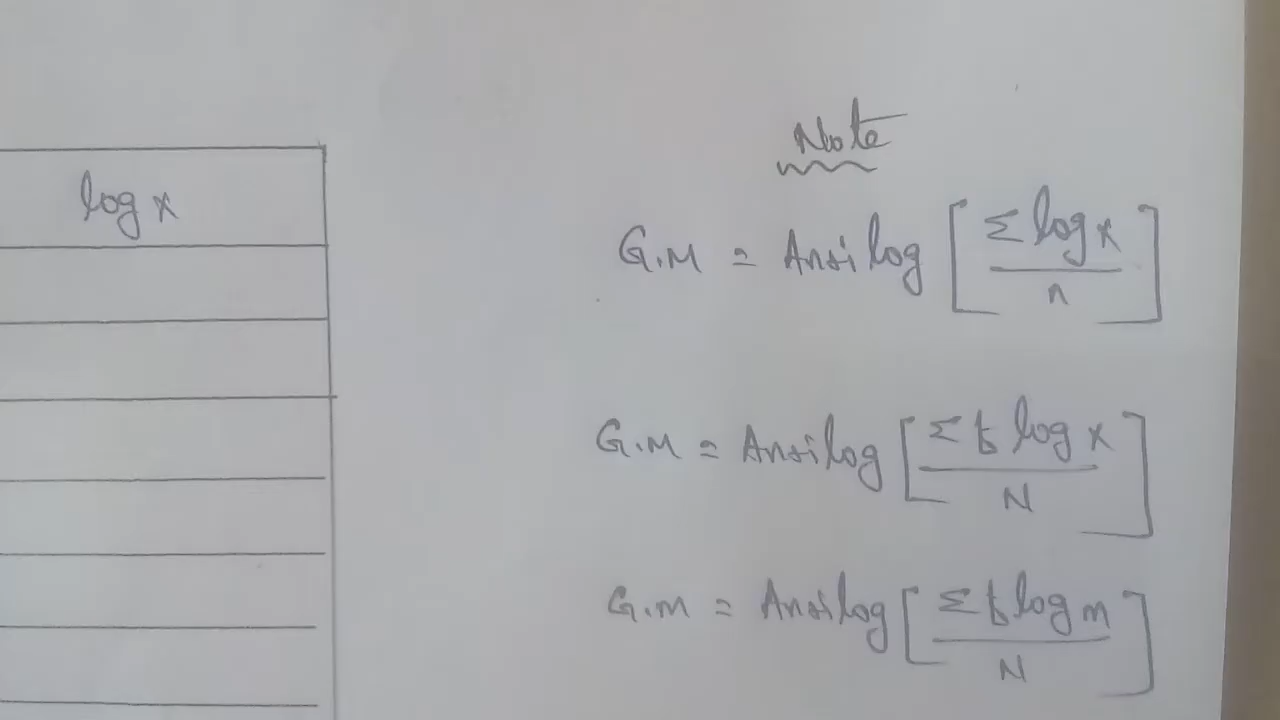 Note
log x
G.M = Antilog [ Σ log x / n ]
G.M = Antilog [ Σ f log x / N ]
G.M = Antilog [ Σ f log m / N ]